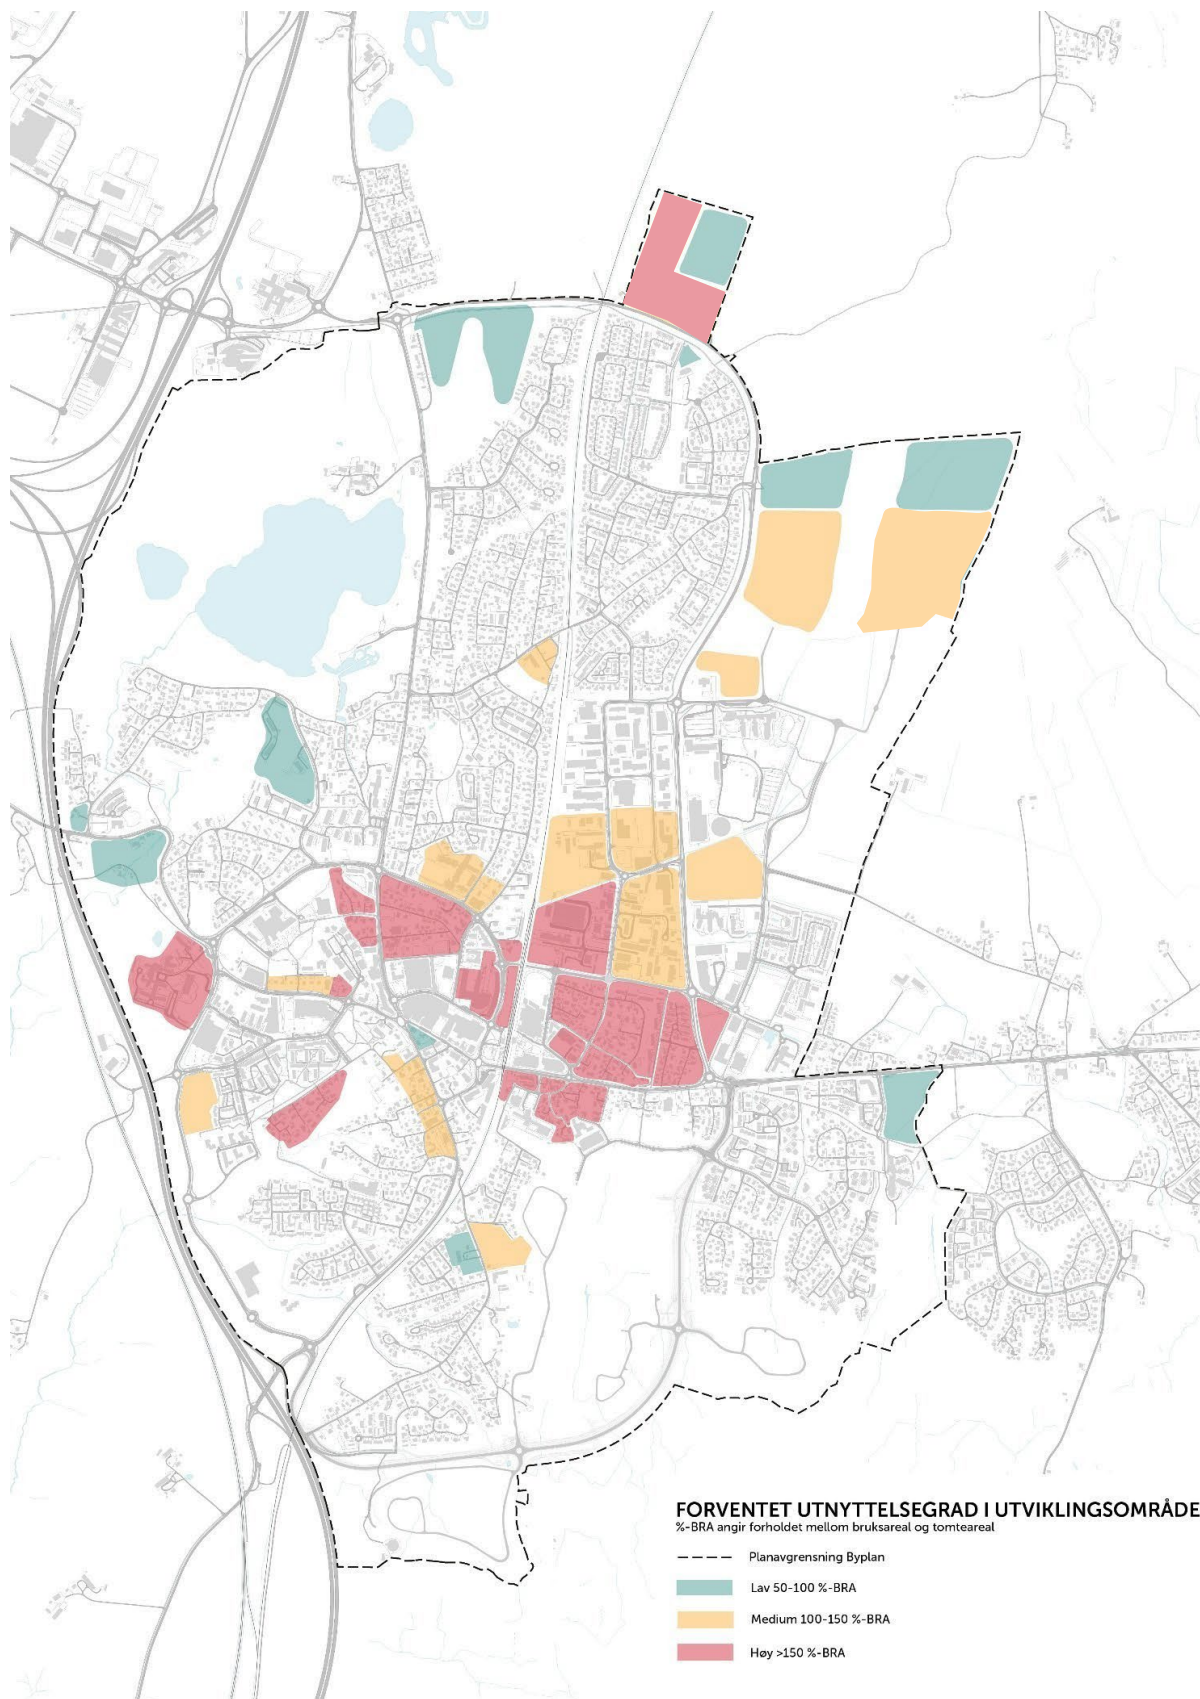 FORVENTET UTNYTTELSEGRAD I UTVIKLINGSOMRÅDE
%-BRA angir forholdet mellom bruksareal og tomteareal
Planavgrensning Byplan
Lav 50-100 %-BRA
Medium 100-150 %-BRA
Høy >150 %-BRA